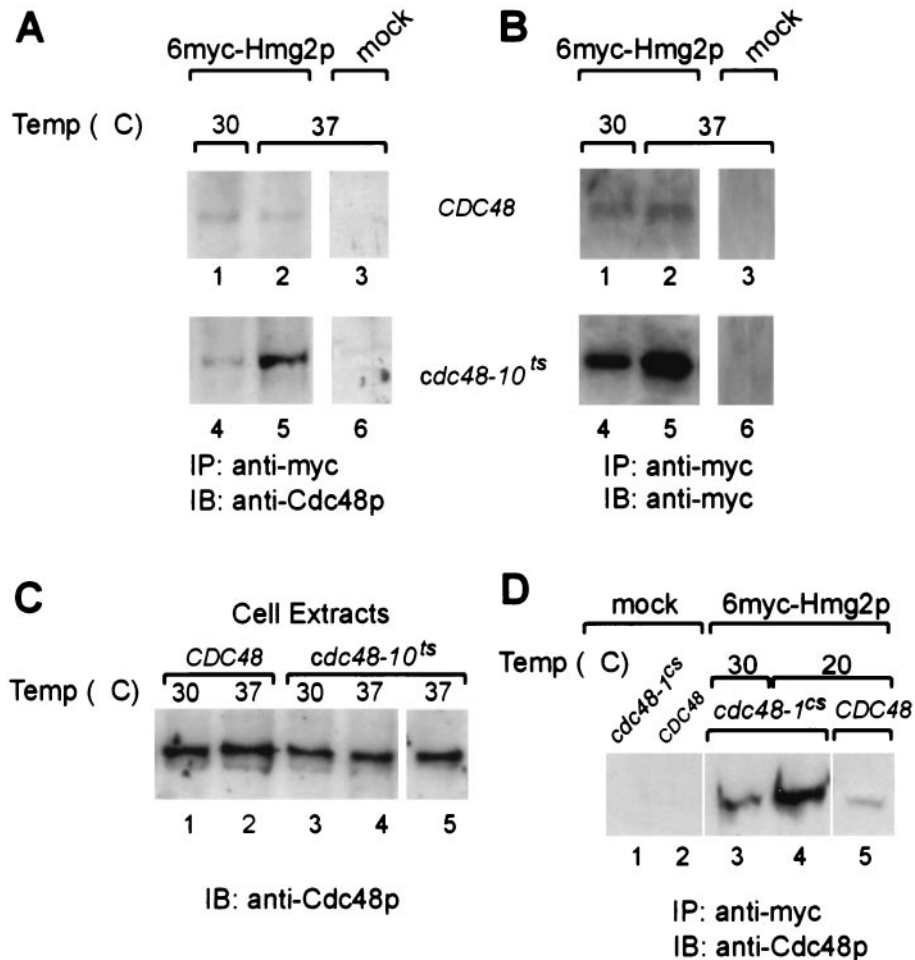 A
6myc-Hmg2p mock
Temp ( C) 30 37
CDC48
1 2 3
cdc48-10ts
4 5 6
IP: anti-myc
IB: anti-Cdc48p
B
6myc-Hmg2p mock
30 37
1 2 3
4 5 6
IP: anti-myc
IB: anti-myc
C
Cell Extracts
CDC48 cdc48-10ts
Temp ( C) 30 37 30 37 37
1 2 3 4 5
IB: anti-Cdc48p
D
mock 6myc-Hmg2p
Temp ( C) 30 20
cdc48-1cs CDC48 cdc48-1cs CDC48
1 2 3 4 5
IP: anti-myc
IB: anti-Cdc48p